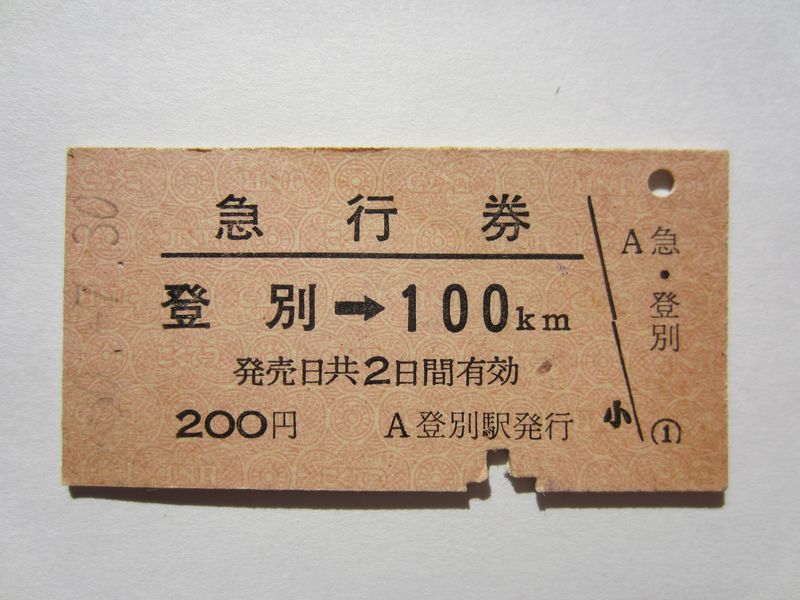 急行券
登別➡100km
発売日共2日間有効
200円 A登別駅発行
小
A急・登別
①